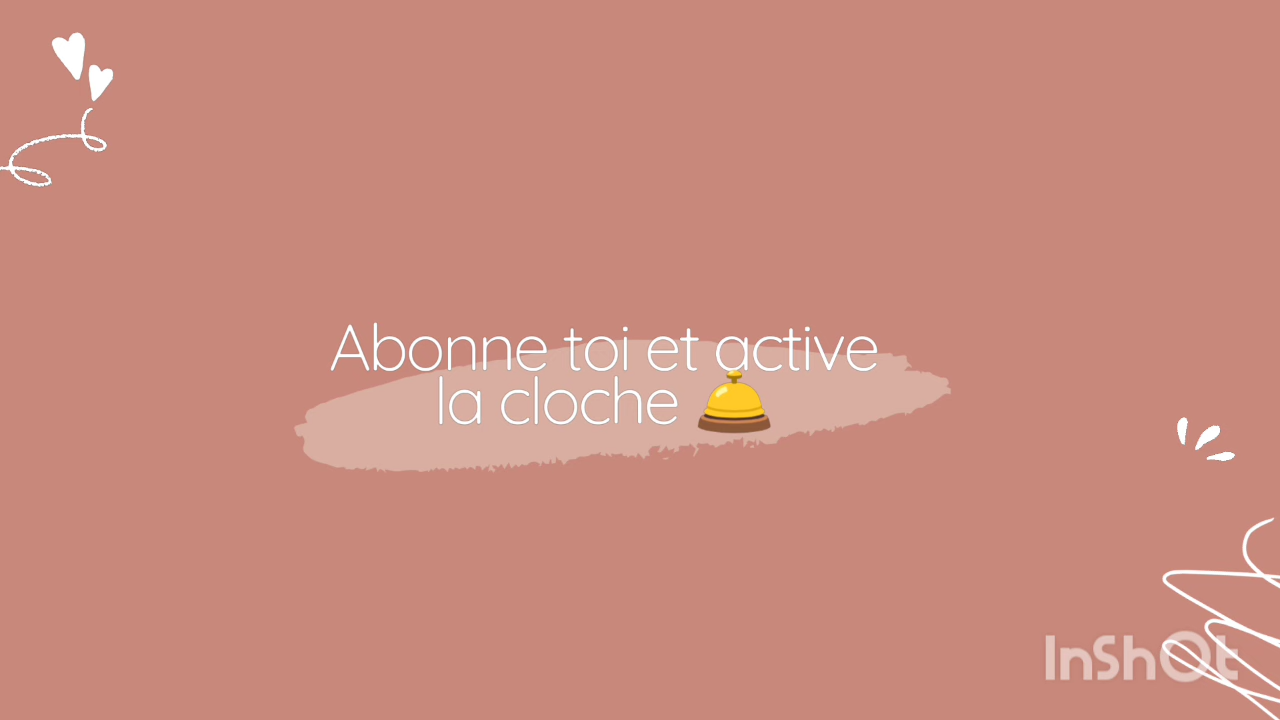 Abonne toi et active
la cloche 🛎️
InShOt